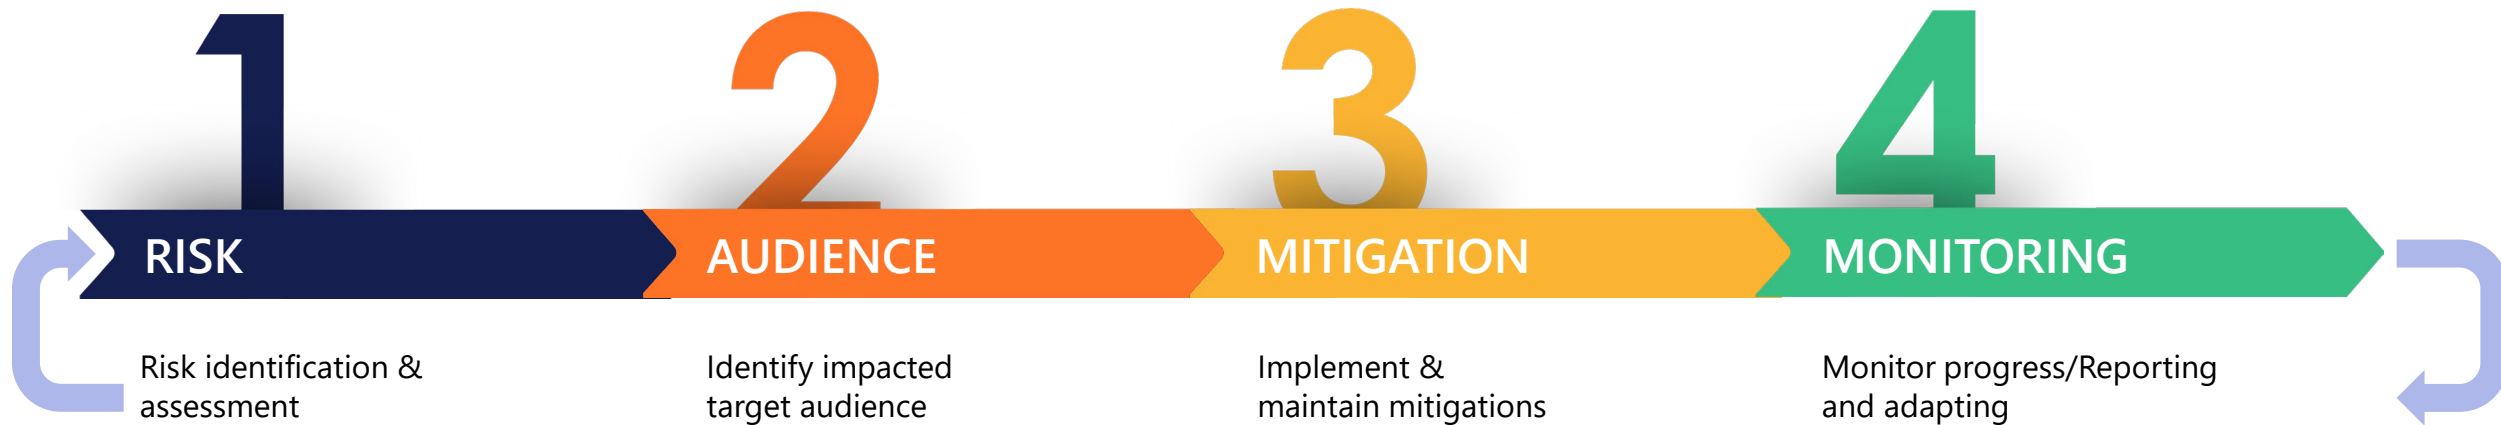 1
2
3
4
RISK
AUDIENCE
MITIGATION
MONITORING
Risk identification &
assessment
Identify impacted
target audience
Implement &
maintain mitigations
Monitor progress/Reporting
and adapting